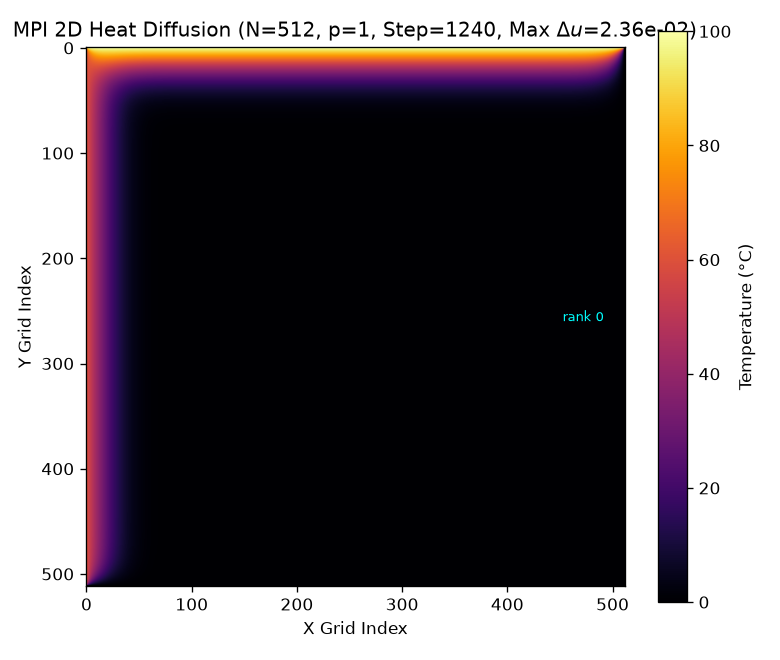 MPI 2D Heat Diffusion (N=512, p=1, Step=1240, Max Δu=2.36e-02)
0
100
200
300
400
500
Y Grid Index
0 100 200 300 400 500
X Grid Index
rank 0
100
80
60
40
20
0
Temperature (°C)